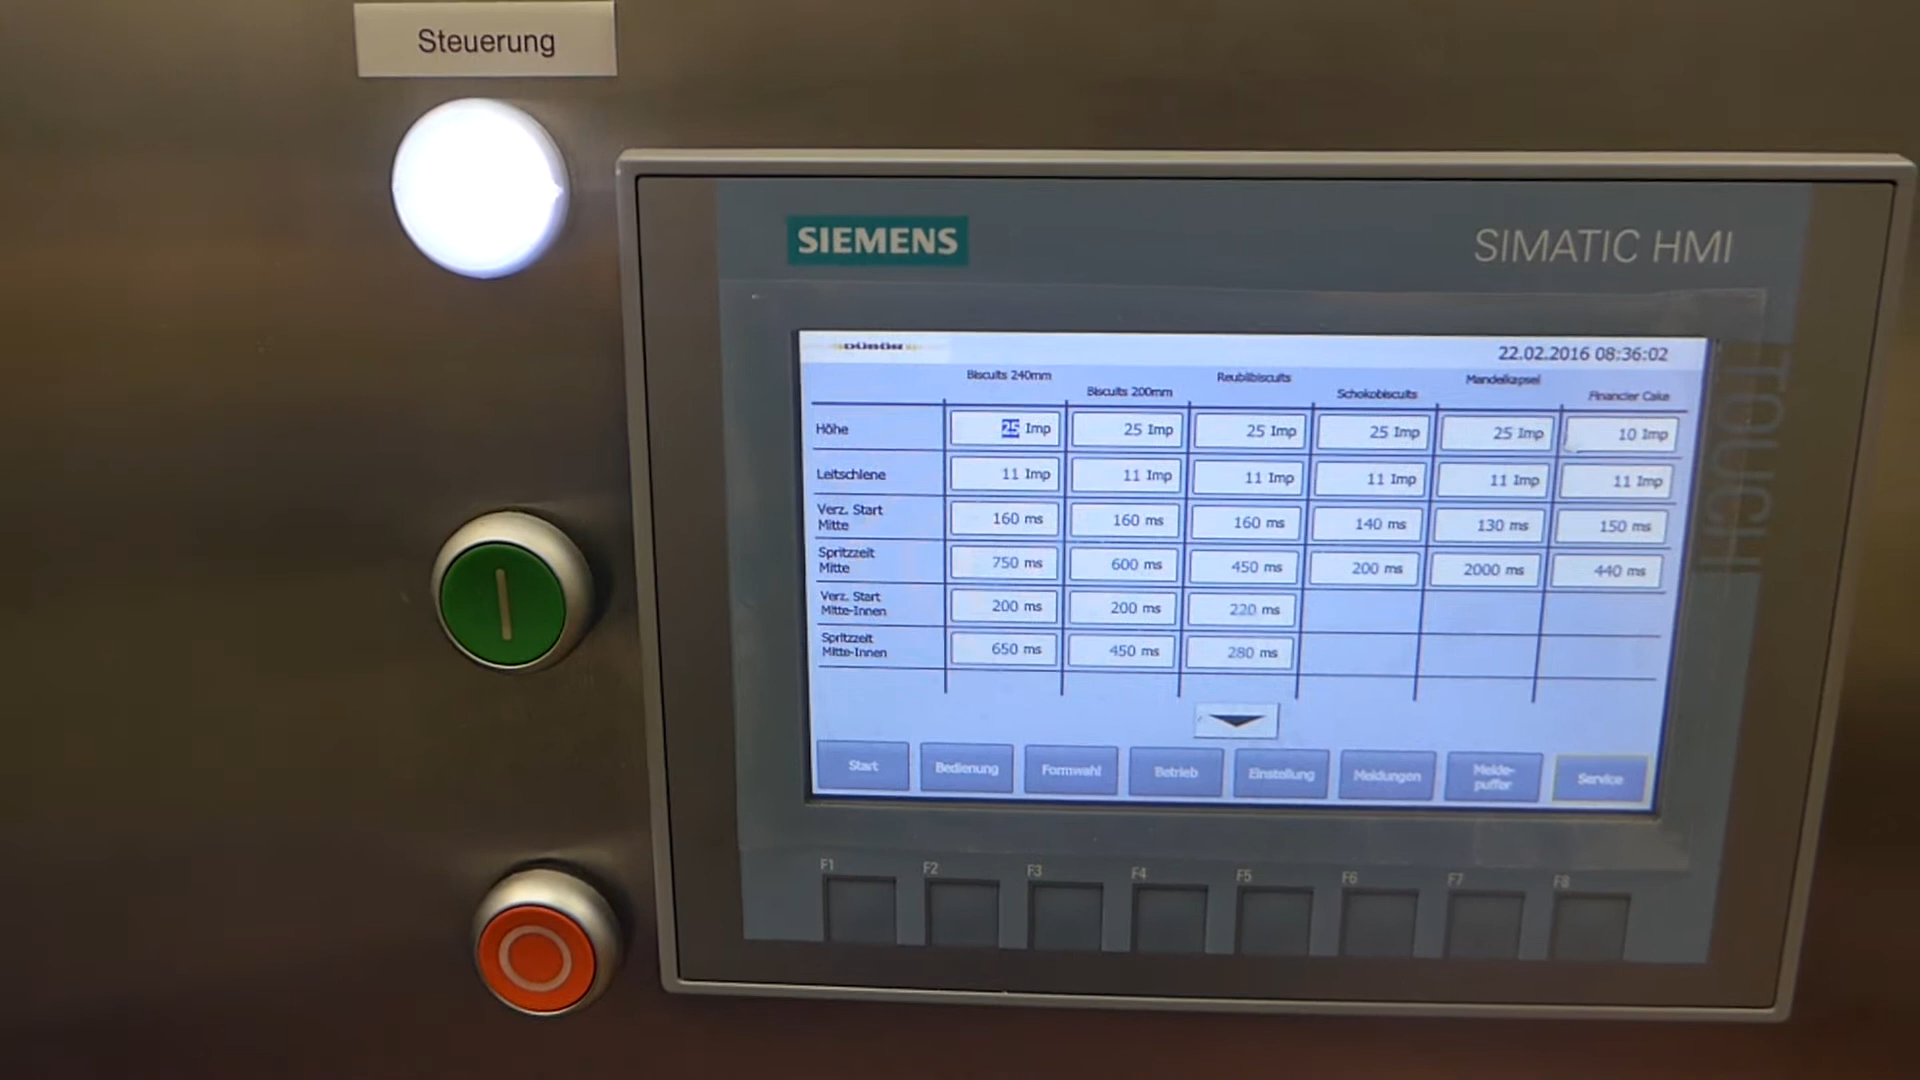 Steuerung
SIEMENS
SIMATIC HMI
TOUCH
DÜBÖR
22.02.2016 08:36:02
Biscuits 240mm Biscuits 200mm Reublibiscuits Schokobiscuits Mandelkapsel Financier Cake
Höhe 25 Imp 25 Imp 25 Imp 25 Imp 25 Imp 10 Imp
Leitschiene 11 Imp 11 Imp 11 Imp 11 Imp 11 Imp 11 Imp
Verz. Start
Mitte 160 ms 160 ms 160 ms 140 ms 130 ms 150 ms
Spritzzeit
Mitte 750 ms 600 ms 450 ms 200 ms 2000 ms 440 ms
Verz. Start
Mitte-Innen 200 ms 200 ms 220 ms
Spritzzeit
Mitte-Innen 650 ms 450 ms 280 ms
Start Bedienung Formwahl Betrieb Einstellung Meldungen Melde-
puffer Service
F1 F2 F3 F4 F5 F6 F7 F8